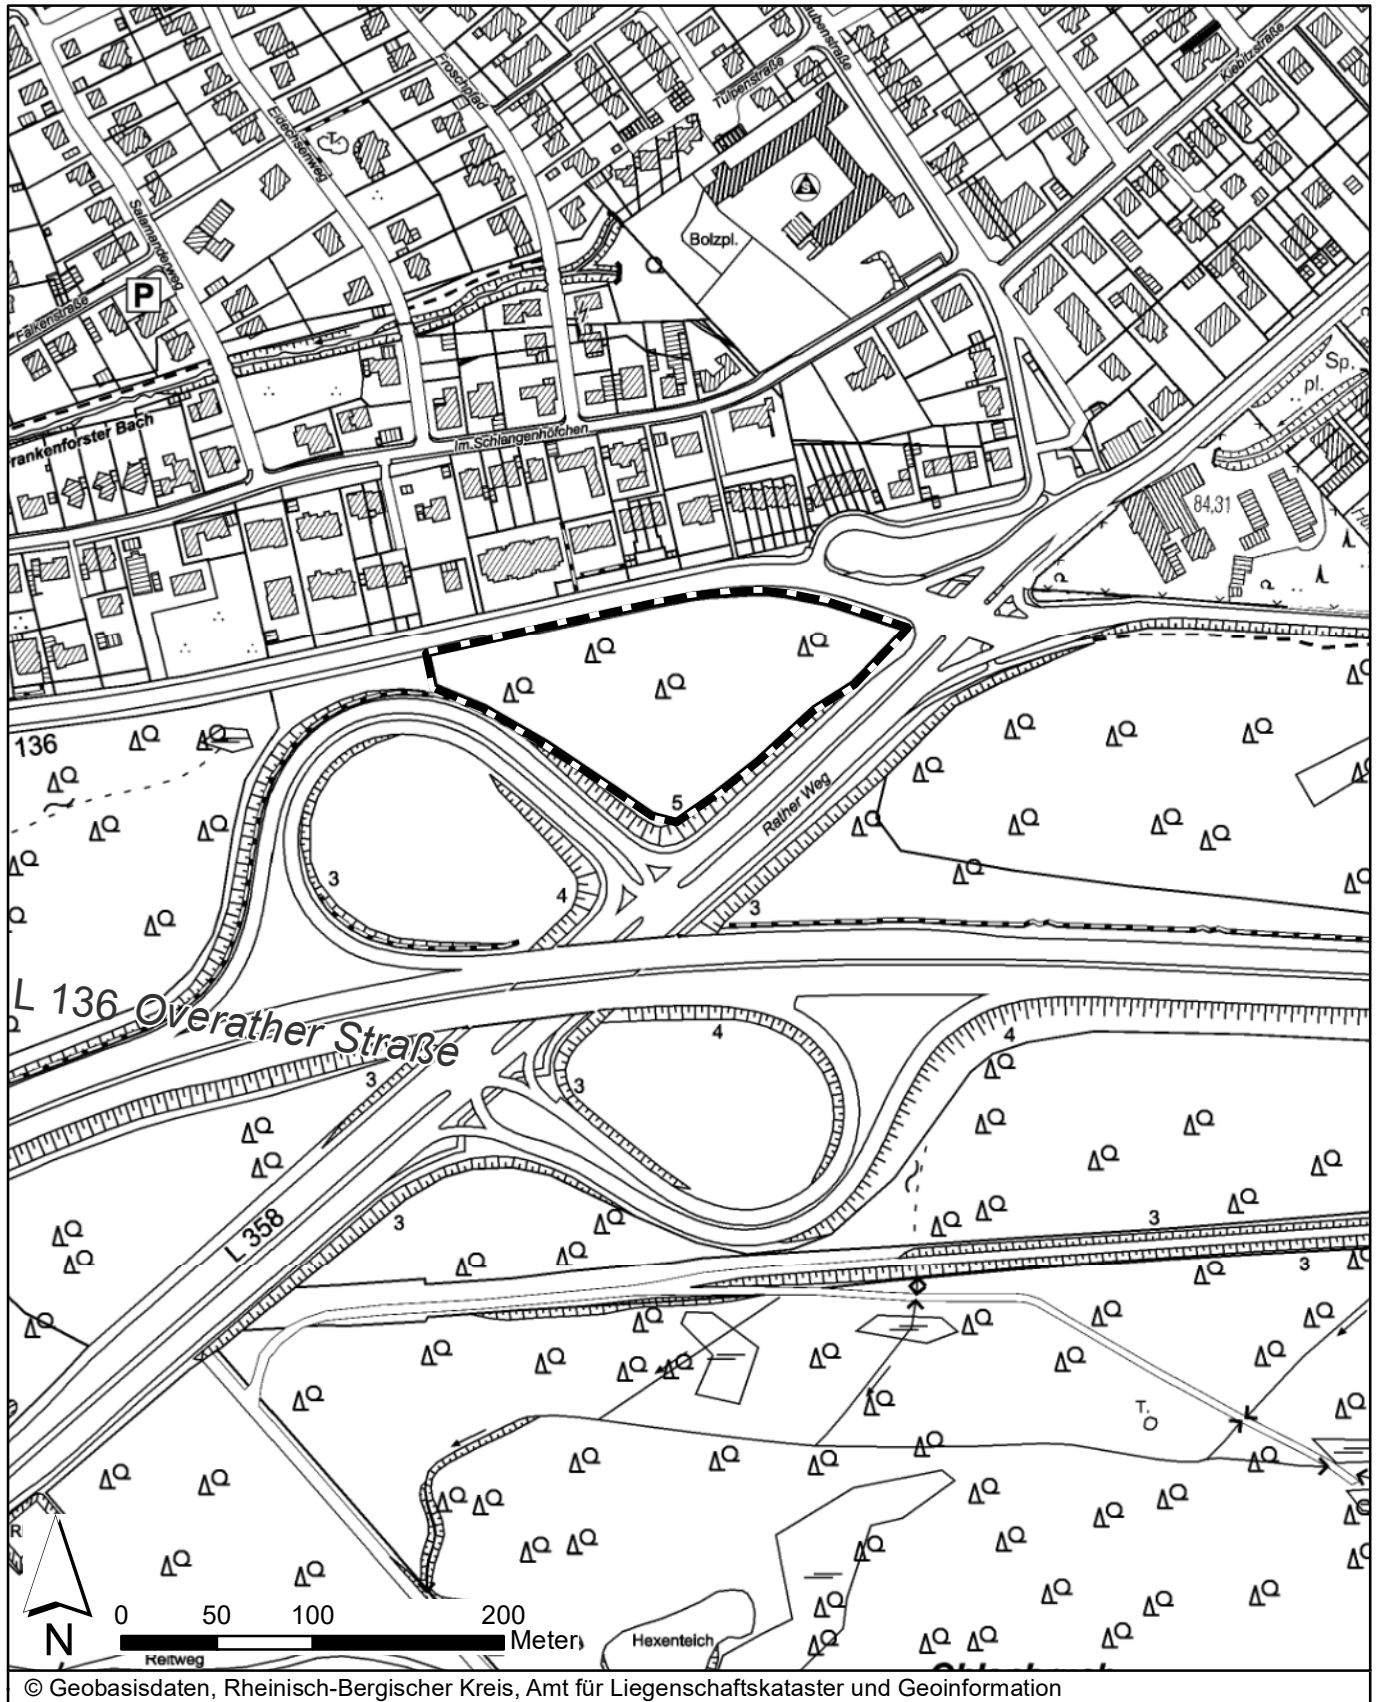 Froschpfad
Tulpenstraße
Kiebitzstraße
Eidechsenweg
S
Salamanderweg
Bolzpl.
P
Falkenstraße
Sp.
pl.
rankenforster Bach
Im Schlangenhöfchen
84,31
136
5
Rather Weg
3
4
3
L 136 Overather Straße
4
4
3
3
3
L 358
3
3
T.
R
N
0 50 100 200
Meter
Hexenteich
Reitweg
© Geobasisdaten, Rheinisch-Bergischer Kreis, Amt für Liegenschaftskataster und Geoinformation